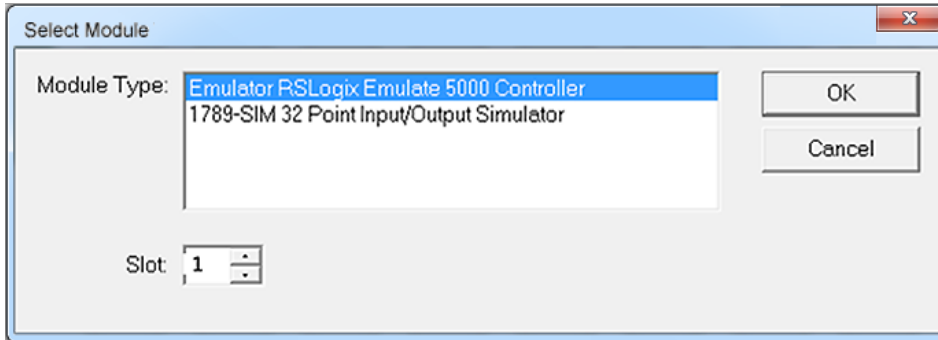 Select Module
Module Type:
Emulator RSLogix Emulate 5000 Controller
1789-SIM 32 Point Input/Output Simulator
OK
Cancel
Slot: 1